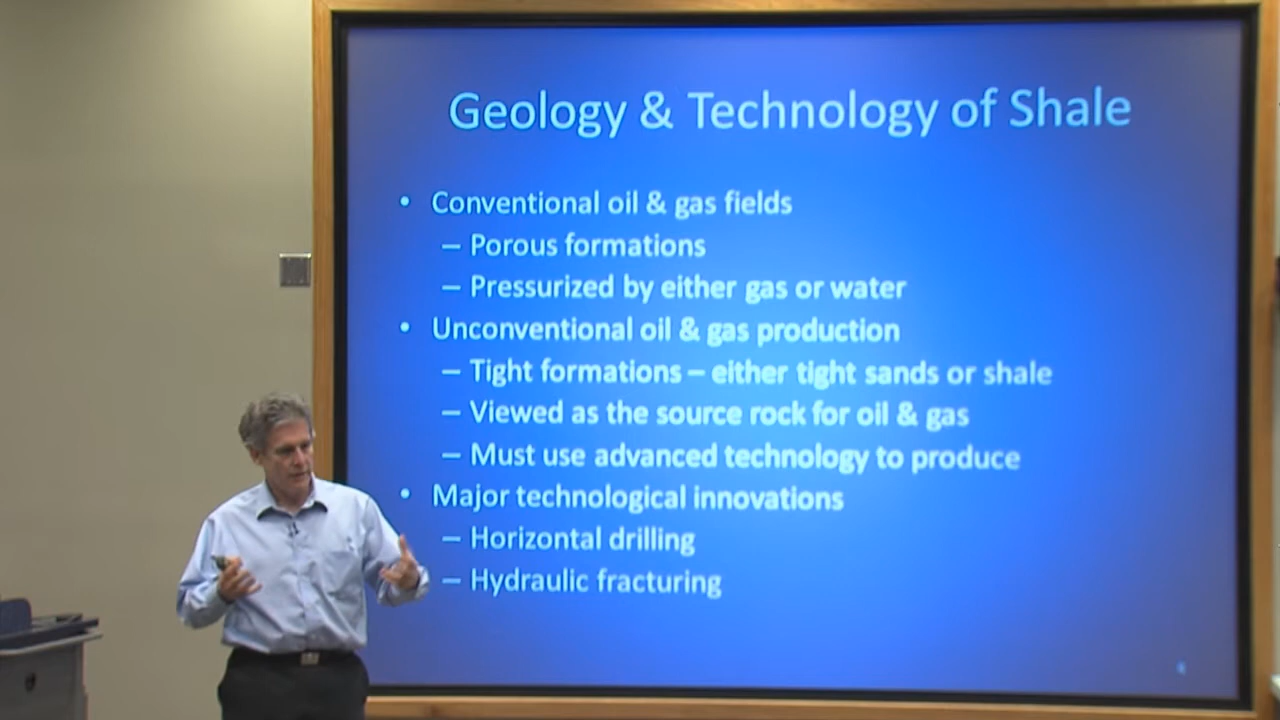 Geology & Technology of Shale
• Conventional oil & gas fields
– Porous formations
– Pressurized by either gas or water
• Unconventional oil & gas production
– Tight formations – either tight sands or shale
– Viewed as the source rock for oil & gas
– Must use advanced technology to produce
• Major technological innovations
– Horizontal drilling
– Hydraulic fracturing